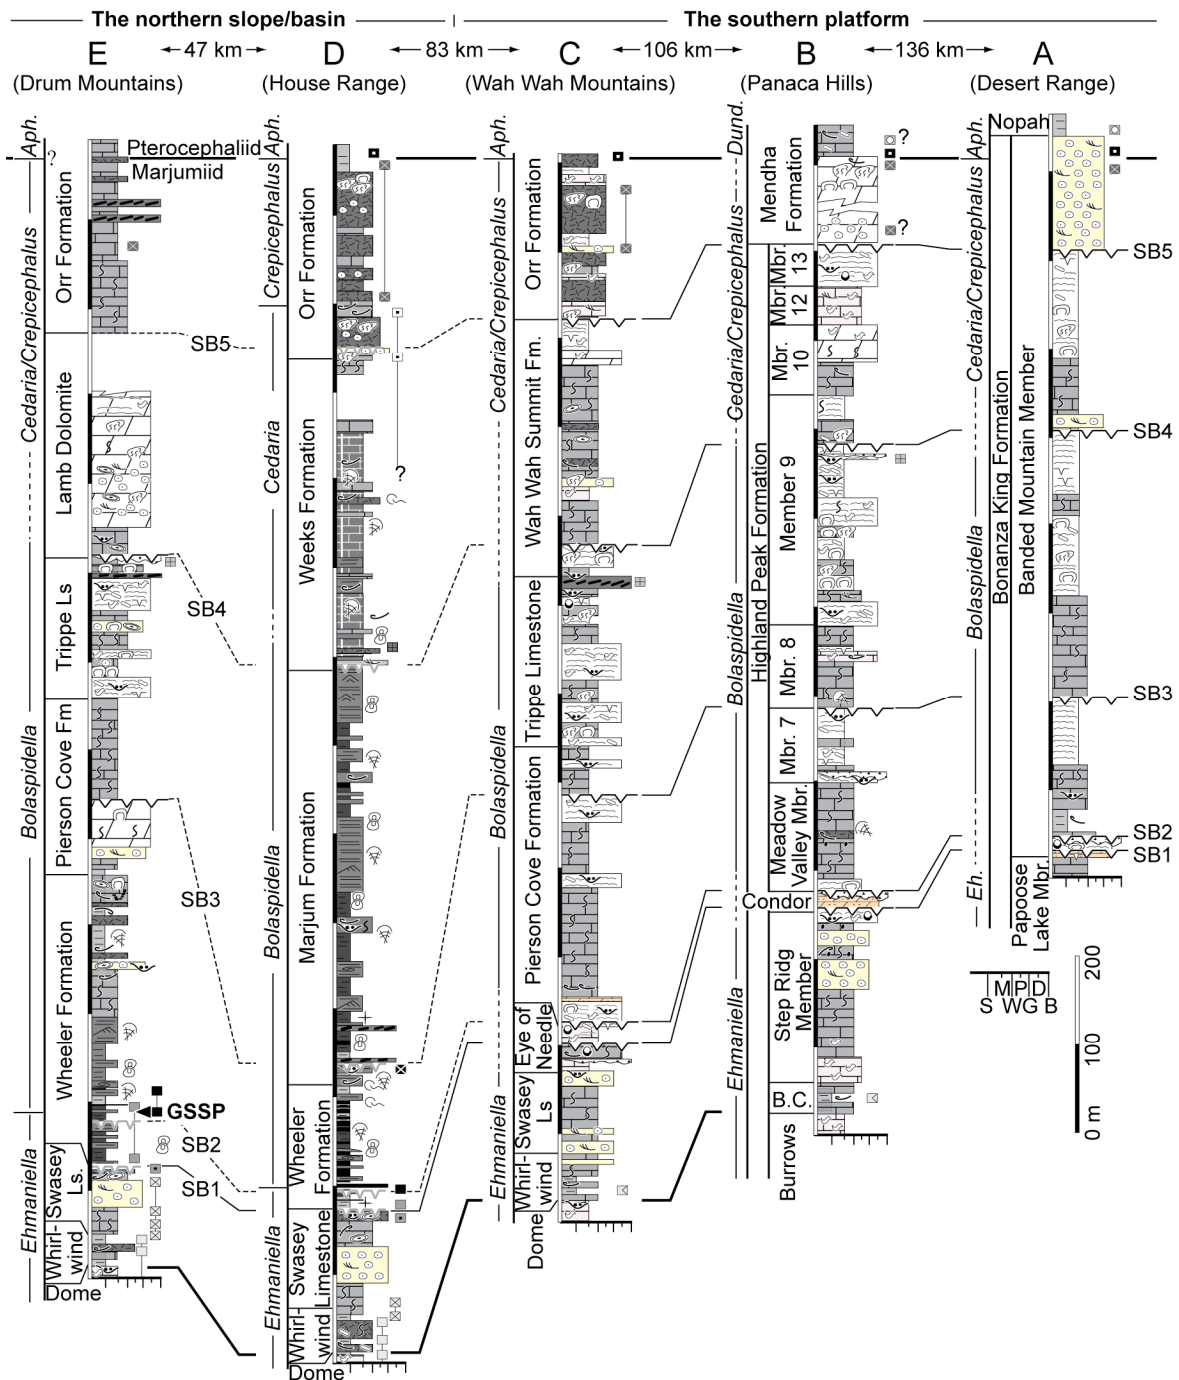 The northern slope/basin
The southern platform
E
47 km
D
83 km
C
106 km
B
136 km
A
(Drum Mountains)
(House Range)
(Wah Wah Mountains)
(Panaca Hills)
(Desert Range)
Aph.
?
Cedaria/Crepicephalus
Bolaspidella
Ehmaniella
Orr Formation
Lamb Dolomite
Trippe Ls
Pierson Cove Fm
Wheeler Formation
Swasey Ls.
Whirl-wind
Dome
Pterocephaliid
Marjumiid
GSSP
SB5
SB4
SB3
SB2
SB1
Aph.
Crepicephalus
Cedaria
Bolaspidella
Ehmaniella
Orr Formation
Weeks Formation
Marjum Formation
Wheeler Formation
Swasey Limestone
Whirl-wind
Dome
?
Aph.
Cedaria/Crepicephalus
Bolaspidella
Ehmaniella
Orr Formation
Wah Wah Summit Fm.
Trippe Limestone
Pierson Cove Formation
Eye of Needle
Swasey Ls
Whirl-wind
Dome
Dund.
Cedaria/Crepicephalus
Bolaspidella
Ehmaniella
Mendha Formation
Highland Peak Formation
Mbr. 13
Mbr. 12
Mbr. 10
Member 9
Mbr. 8
Mbr. 7
Meadow Valley Mbr.
Condor
Step Ridg Member
B.C.
Burrows
?
?
Aph.
Cedaria/Crepicephalus
Bolaspidella
Eh.
Nopah
Bonanza King Formation
Banded Mountain Member
Papoose Lake Mbr.
SB5
SB4
SB3
SB2
SB1
M P D
S W G B
200
100
0 m